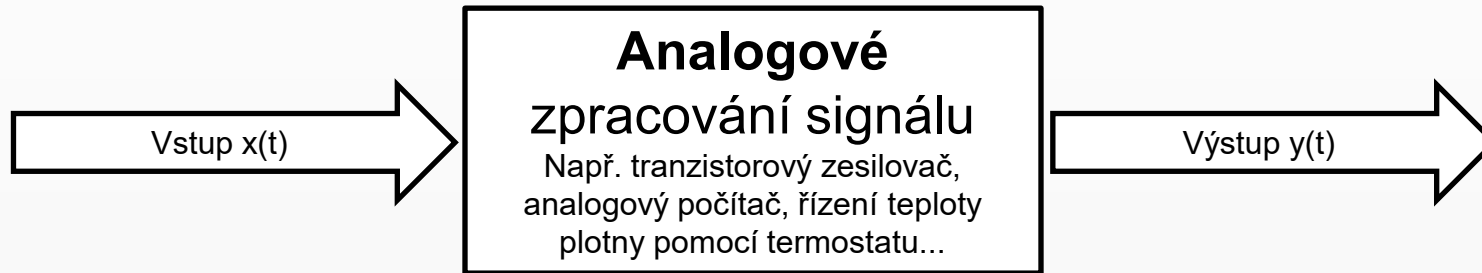 Vstup x(t)
Analogové
zpracování signálu
Např. tranzistorový zesilovač,
analogový počítač, řízení teploty
plotny pomocí termostatu...
Výstup y(t)